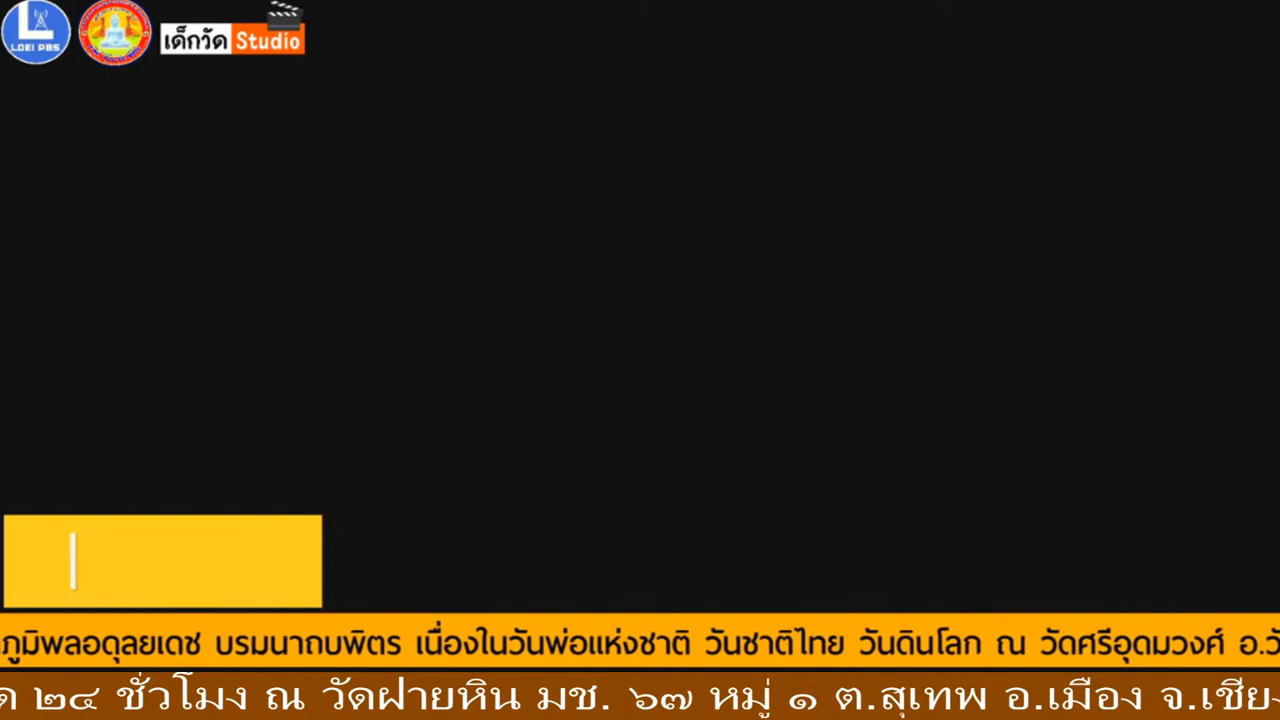 LOEI PBS
เด็กวัด Studio
ภูมิพลอดุลยเดช บรมนาถบพิตร เนื่องในวันพ่อแห่งชาติ วันชาติไทย วันดินโลก ณ วัดศรีอุดมวงศ์ อ.วั
ด ๒๔ ชั่วโมง ณ วัดฝายหิน มช. ๖๗ หมู่ ๑ ต.สุเทพ อ.เมือง จ.เชีย